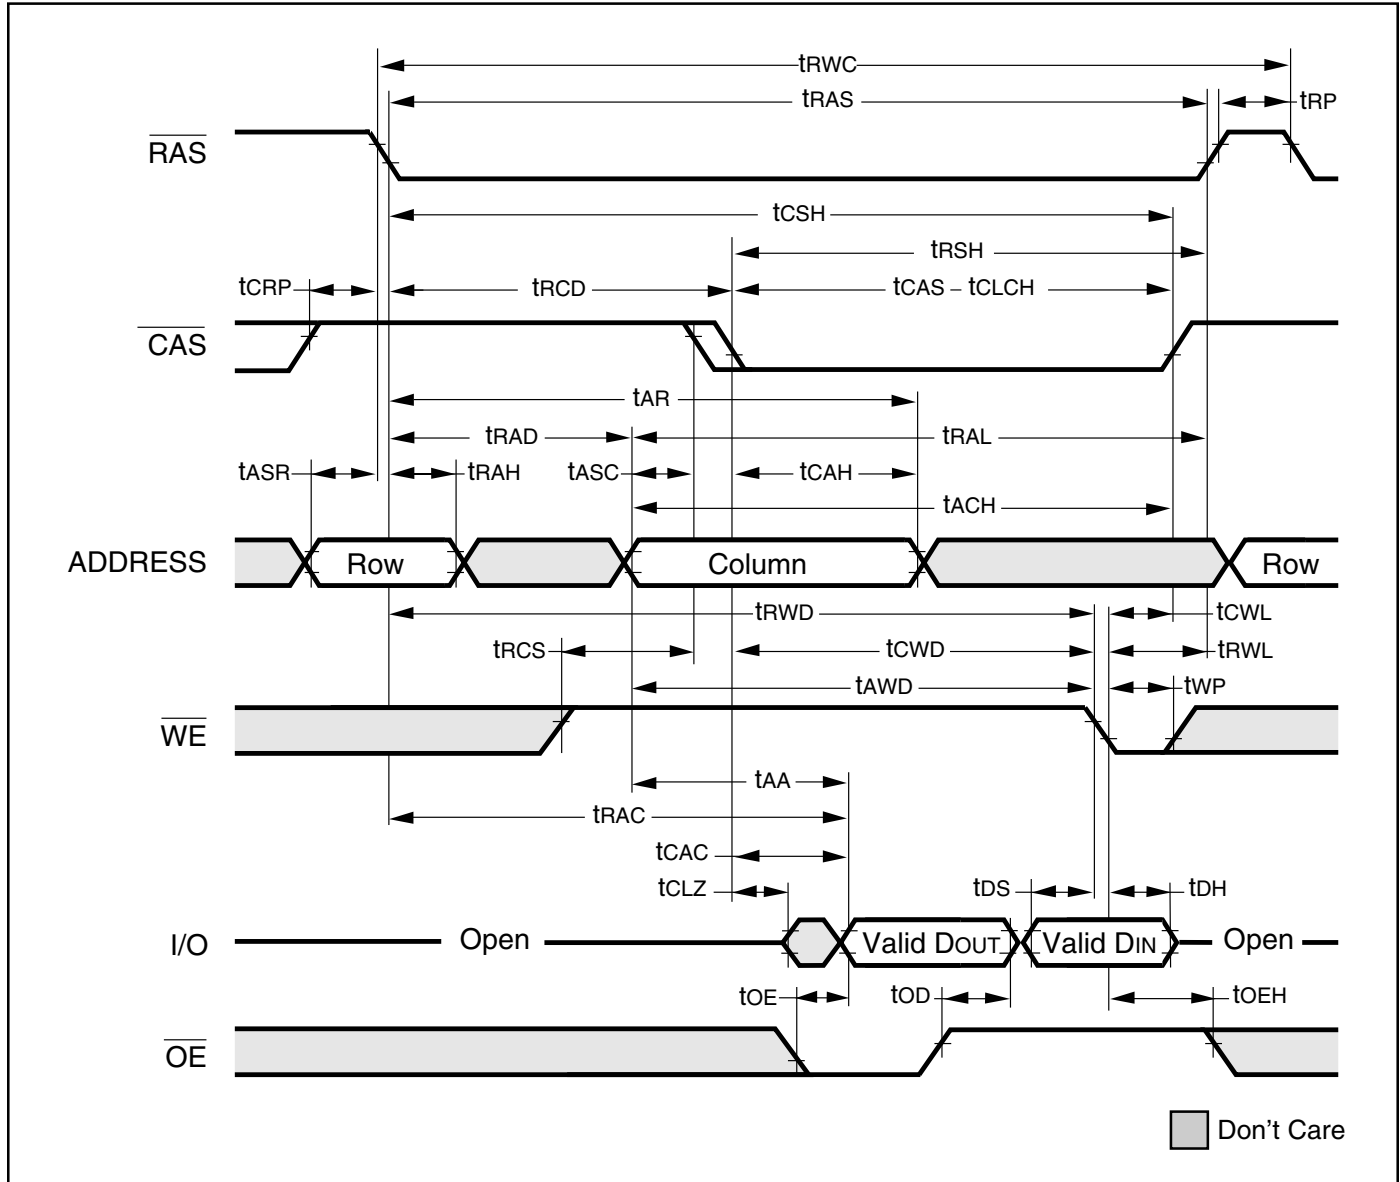 tRWC
tRAS
tRP
RAS
tCSH
tRSH
tCRP
tRCD
tCAS – tCLCH
CAS
tAR
tRAD
tRAL
tASR
tRAH
tASC
tCAH
tACH
ADDRESS
Row
Column
Row
tRWD
tCWL
tRCS
tCWD
tRWL
tAWD
tWP
WE
tAA
tRAC
tCAC
tCLZ
tDS
tDH
I/O
Open
Valid DOUT
Valid DIN
Open
tOE
tOD
tOEH
OE
Don't Care